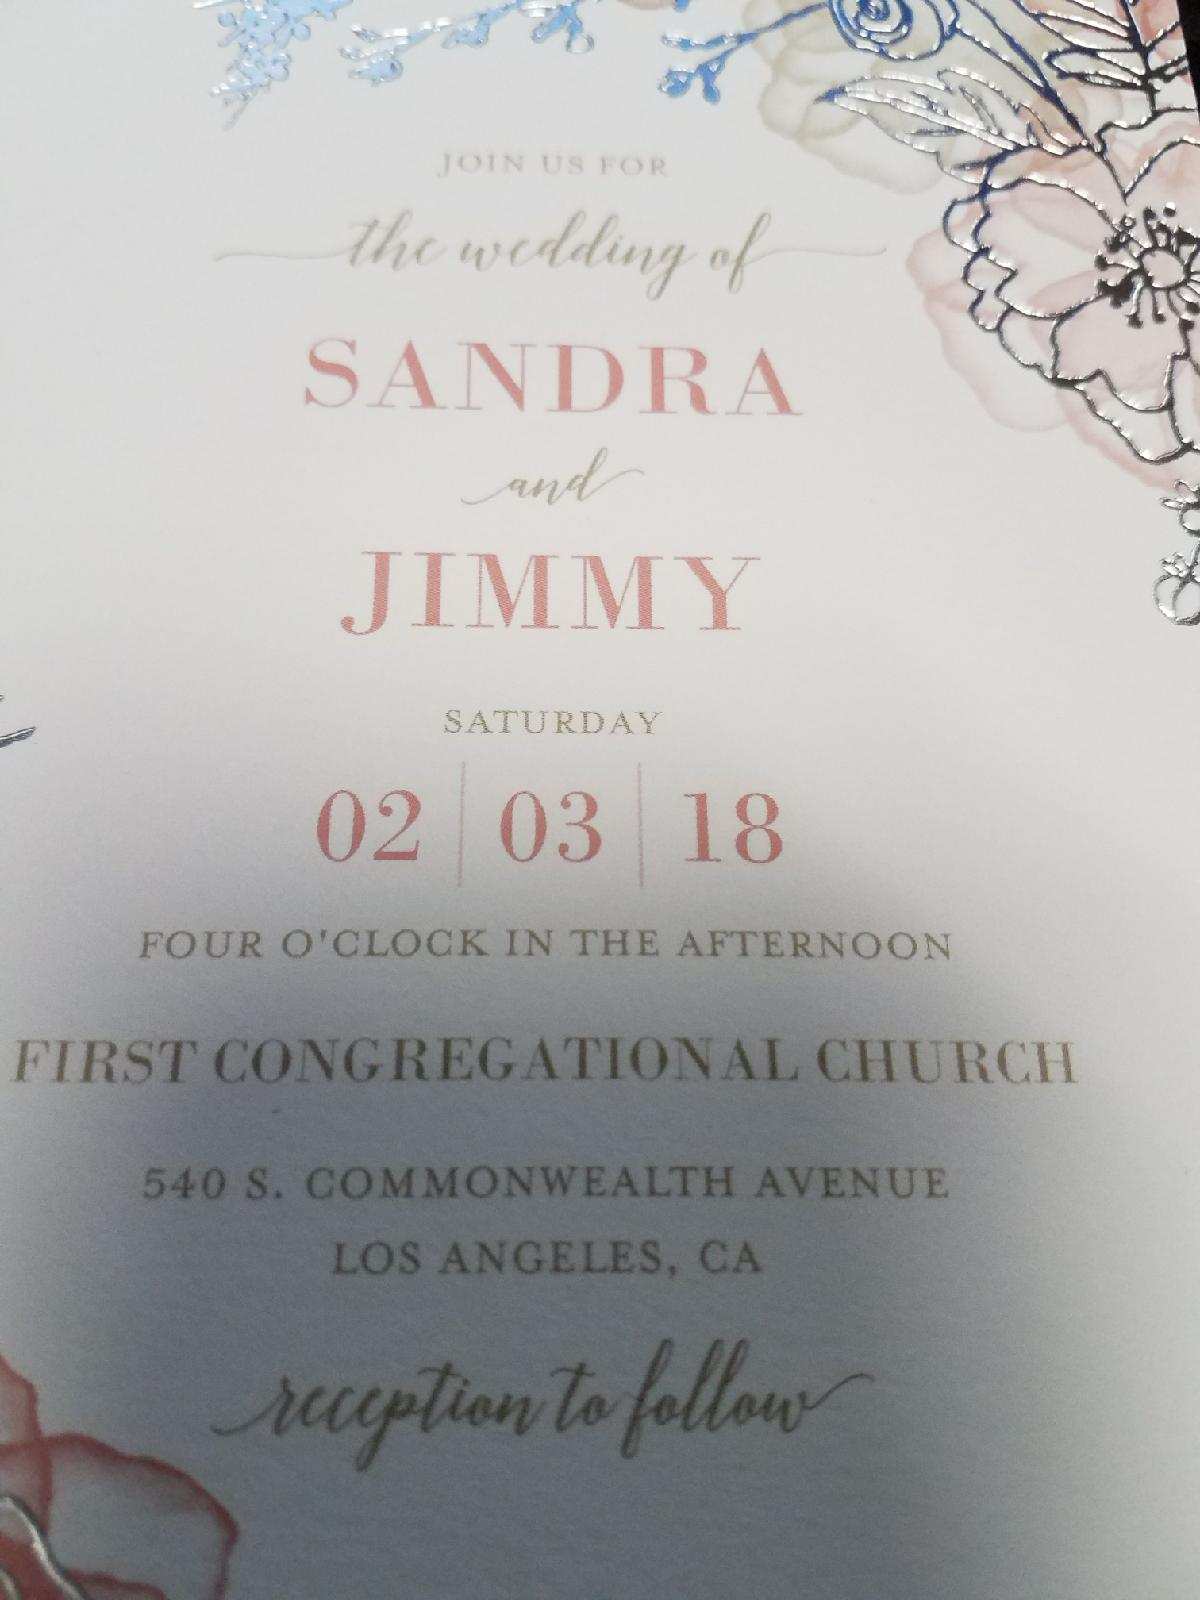 JOIN US FOR
the wedding of
SANDRA
and
JIMMY
SATURDAY
02 | 03 | 18
FOUR O'CLOCK IN THE AFTERNOON
FIRST CONGREGATIONAL CHURCH
540 S. COMMONWEALTH AVENUE
LOS ANGELES, CA
reception to follow